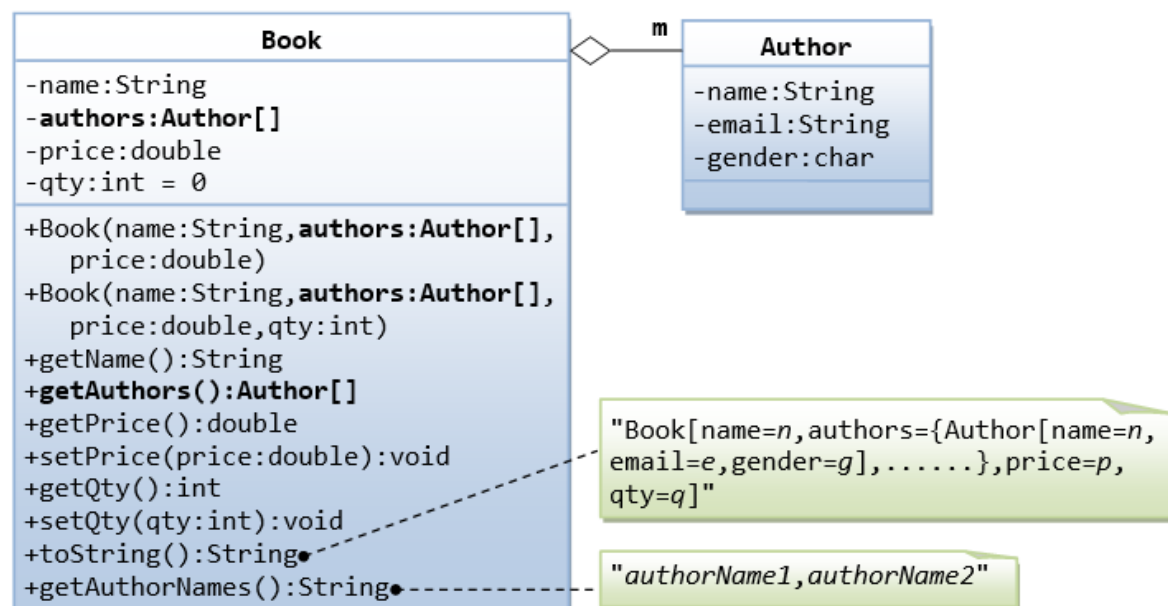 Book
-name:String
-authors:Author[]
-price:double
-qty:int = 0
+Book(name:String,authors:Author[],
price:double)
+Book(name:String,authors:Author[],
price:double,qty:int)
+getName():String
+getAuthors():Author[]
+getPrice():double
+setPrice(price:double):void
+getQty():int
+setQty(qty:int):void
+toString():String
+getAuthorNames():String
m
Author
-name:String
-email:String
-gender:char
"Book[name=n,authors={Author[name=n,
email=e,gender=g],......},price=p,
qty=q]"
"authorName1,authorName2"